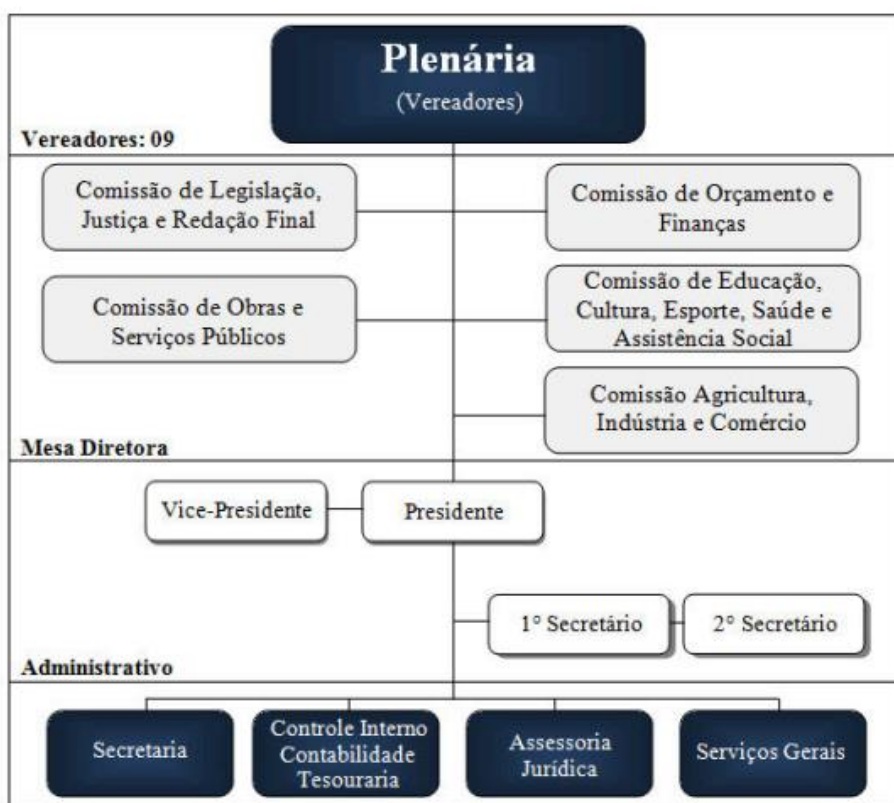 Plenária
(Vereadores)
Vereadores: 09
Comissão de Legislação,
Justiça e Redação Final
Comissão de Orçamento e
Finanças
Comissão de Obras e
Serviços Públicos
Comissão de Educação,
Cultura, Esporte, Saúde e
Assistência Social
Comissão Agricultura,
Indústria e Comércio
Mesa Diretora
Vice-Presidente
Presidente
1° Secretário
2° Secretário
Administrativo
Secretaria
Controle Interno
Contabilidade
Tesouraria
Assessoria
Jurídica
Serviços Gerais